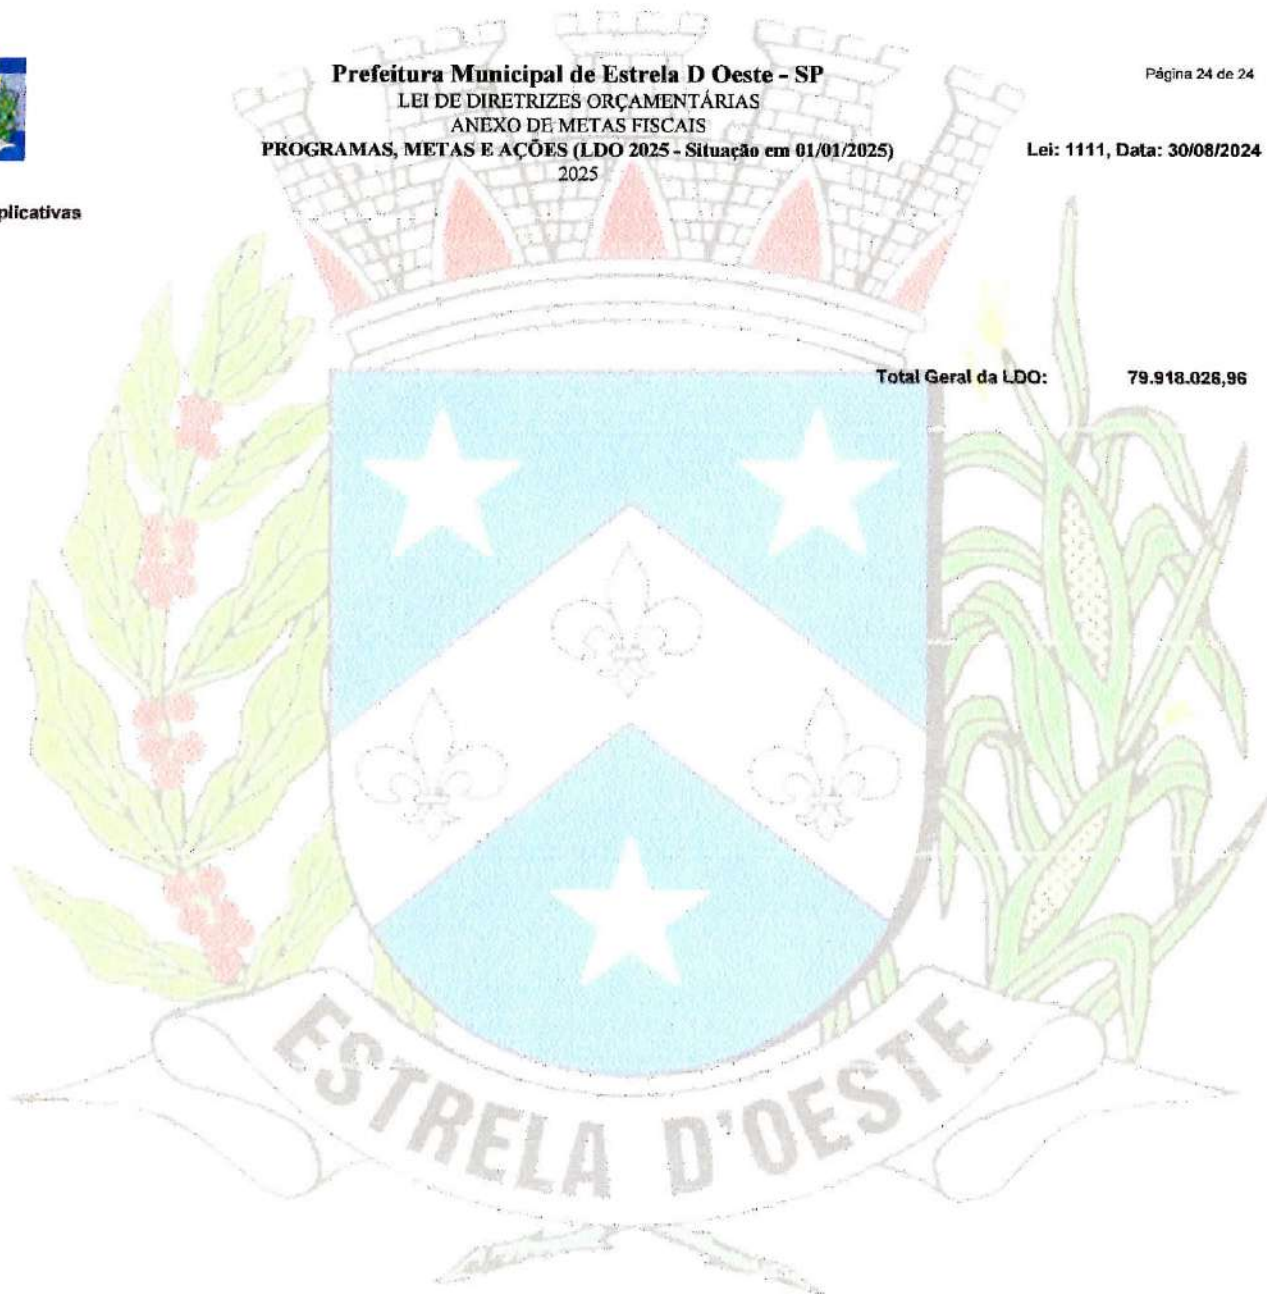 Prefeitura Municipal de Estrela D Oeste - SP
Página 24 de 24
LEI DE DIRETRIZES ORÇAMENTÁRIAS
ANEXO DE METAS FISCAIS
PROGRAMAS, METAS E AÇÕES (LDO 2025 - Situação em 01/01/2025)
Lei: 1111, Data: 30/08/2024
2025
plicativas
Total Geral da LDO: 79.918.026,96
ESTRELA D'OESTE